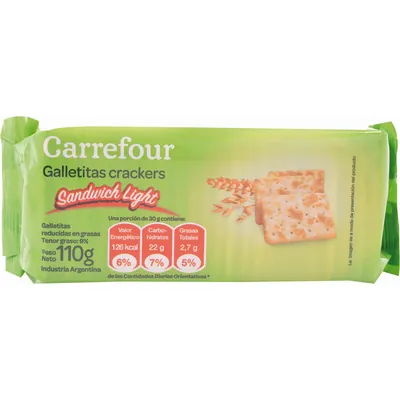 Carrefour
Galletitas crackers
Sandwich Light
Una porción de 30 g contiene:
Galletitas
reducidas en grasas
Tenor graso: 9%
Peso
Neto 110g
Industria Argentina
Valor
Energético
126 kcal
6%
Carbo-
hidratos
22 g
7%
Grasas
Totales
2,7 g
5%
de las Cantidades Diarias Orientativas *
La imagen es a modo de presentación del producto